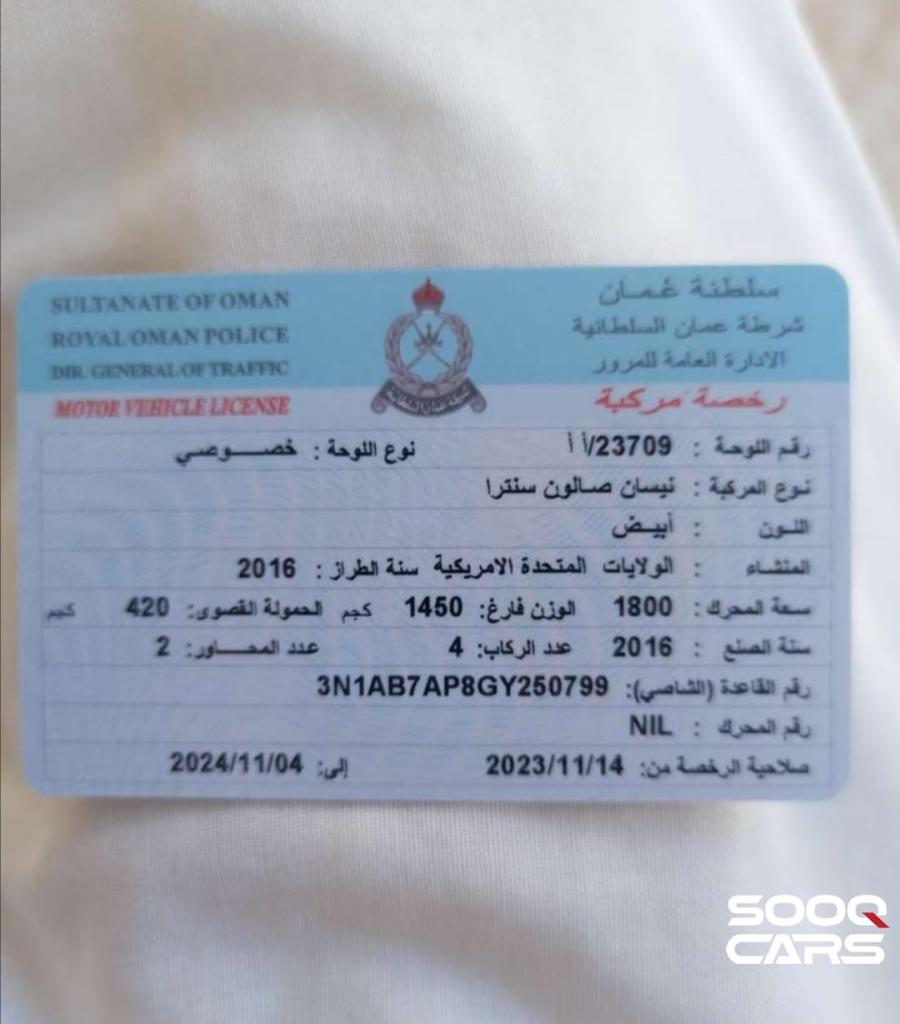 SULTANATE OF OMAN
ROYAL OMAN POLICE
DIR. GENERAL OF TRAFFIC
MOTOR VEHICLE LICENSE
سلطنة عُمان
شرطة عمان السلطانية
الادارة العامة للمرور
رخصة مركبة
شرطة عمان السلطانية
رقم اللوحة : 23709/أ أ نوع اللوحة : خصوصي
نوع المركبة : نيسان صالون سنترا
اللون : أبيض
المنشاء : الولايات المتحدة الامريكية سنة الطراز : 2016
سعة المحرك: 1800 الوزن فارغ: 1450 كجم الحمولة القصوى: 420 كجم
سنة الصنع : 2016 عدد الركاب: 4 عدد المحاور: 2
رقم القاعدة (الشاصي): 3N1AB7AP8GY250799
رقم المحرك : NIL
صلاحية الرخصة من: 2023/11/14 إلى: 2024/11/04
SOOQ
CARS